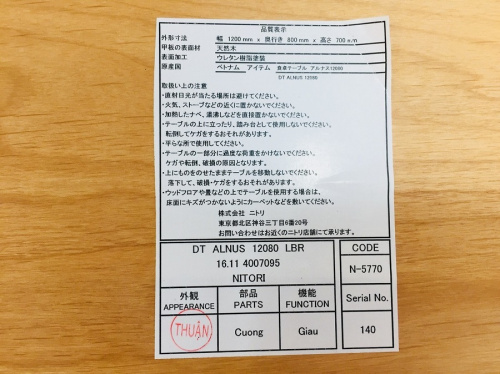 品質表示
外形寸法 幅 1200mm x 奥行き 800mm x 高さ 700mm
甲板の表面材 天然木
表面加工 ウレタン樹脂塗装
原産国 ベトナム アイテム 食卓テーブル アルナス12080
DT ALNUS 12080
取扱い上の注意
・直射日光が当たる場所は避けてください。
・火気、ストーブなどの近くに置かないでください。
・加熱したナベ、湯沸しなどを直接置かないでください。
・テーブルの上に立ったり、踏み台として使用しないでください。
転倒してケガをするおそれがあります。
・平らな所で使用してください。
・テーブルの一部分に過度な荷重をかけないでください。
ケガや転倒、破損の原因となります。
・上にものをのせたままテーブルを移動しないでください。
落下して、破損・ケガをするおそれがあります。
・ウッドフロアや畳などの上でテーブルを使用する場合は、
床面にキズがつかないようにカーペットなどを敷いてください。
株式会社 ニトリ
東京都北区神谷三丁目6番20号
お問い合わせはお近くのニトリ店舗にて承ります。
DT ALNUS 12080 LBR
16.11 4007095
NITORI
CODE
N-5770
外観 部品 機能
APPEARANCE PARTS FUNCTION
Serial No.
THUẬN Cuong Giau
140